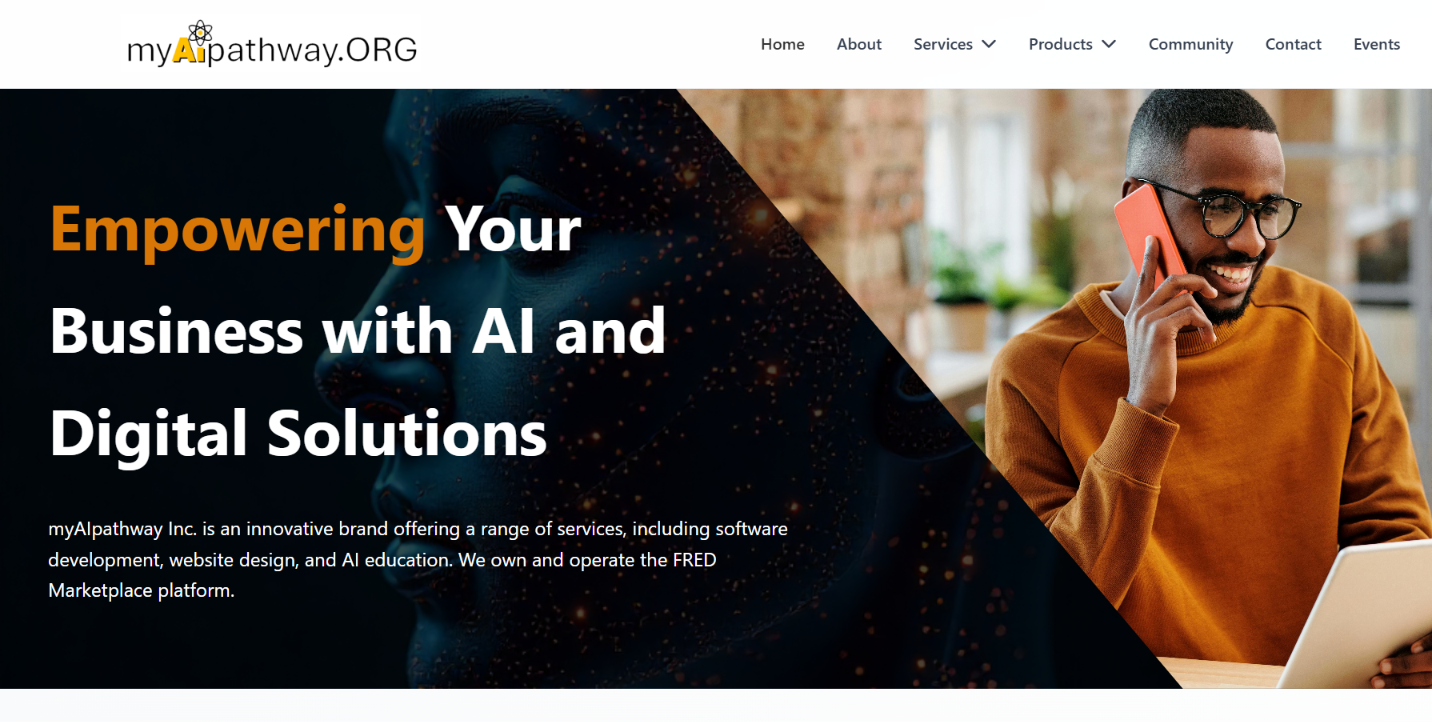 myAipathway.ORG
Home About Services Products Community Contact Events
Empowering Your
Business with AI and
Digital Solutions
myAIpathway Inc. is an innovative brand offering a range of services, including software
development, website design, and AI education. We own and operate the FRED
Marketplace platform.